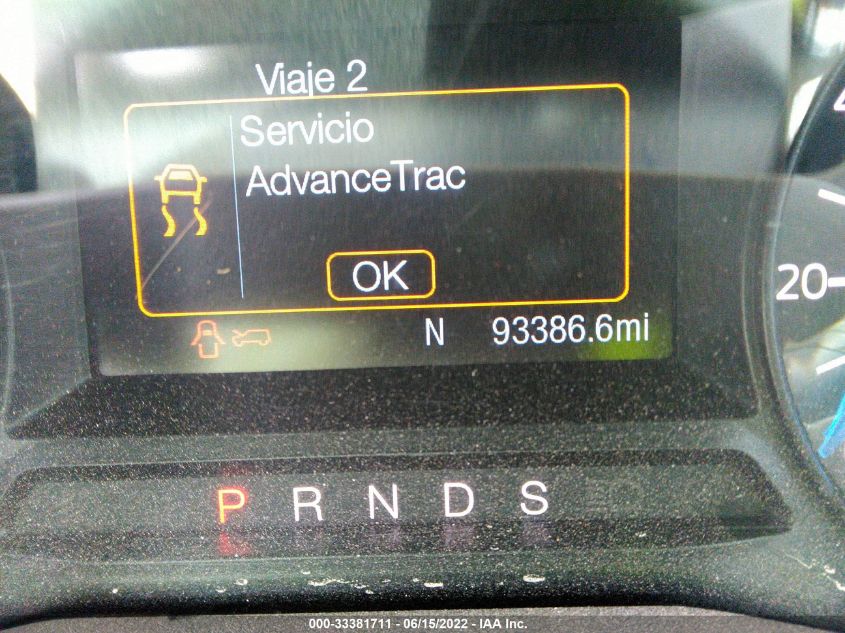 Viaje 2
Servicio
AdvanceTrac
OK
N 93386.6mi
20
P R N D S
000-33381711 - 06/15/2022 - IAA Inc.